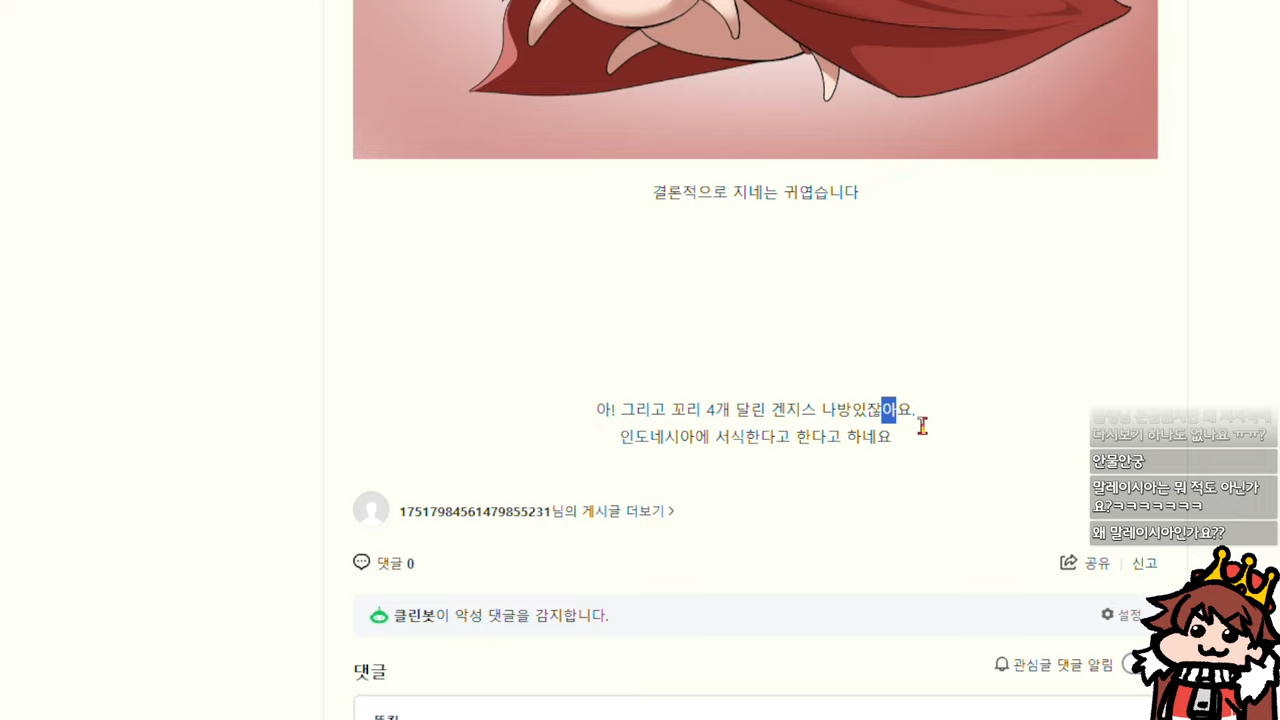 결론적으로 지네는 귀엽습니다
아! 그리고 꼬리 4개 달린 겐지스 나방있잖아요.
인도네시아에 서식한다고 한다고 하네요
17517984561479855231님의 게시글 더보기 >
댓글 0
공유 | 신고
클린봇이 악성 댓글을 감지합니다.
설정
댓글
관심글 댓글 알림
다시보기 하나도 없나요 ㅠㅠ?
안물안궁
말레이시아는 뭐 적도 아닌가
요?ㅋㅋㅋㅋㅋㅋㅋ
왜 말레이시아인가요??